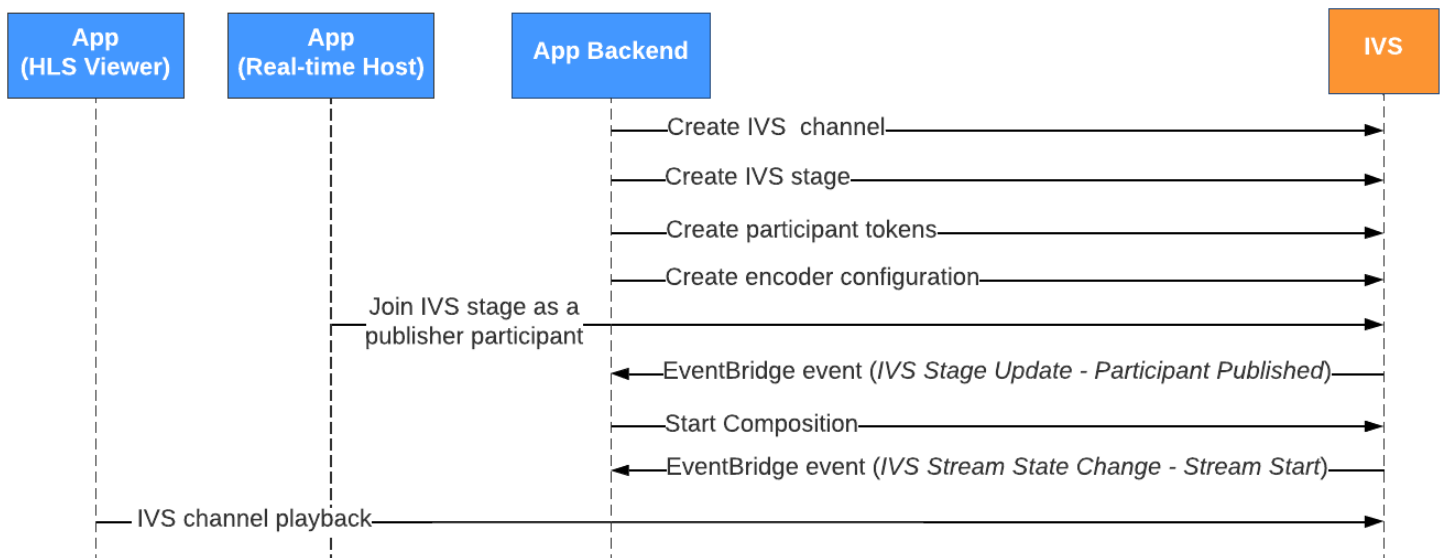 App
(HLS Viewer)
App
(Real-time Host)
App Backend
IVS
Create IVS channel
Create IVS stage
Create participant tokens
Create encoder configuration
Join IVS stage as a
publisher participant
EventBridge event (IVS Stage Update - Participant Published)
Start Composition
EventBridge event (IVS Stream State Change - Stream Start)
IVS channel playback